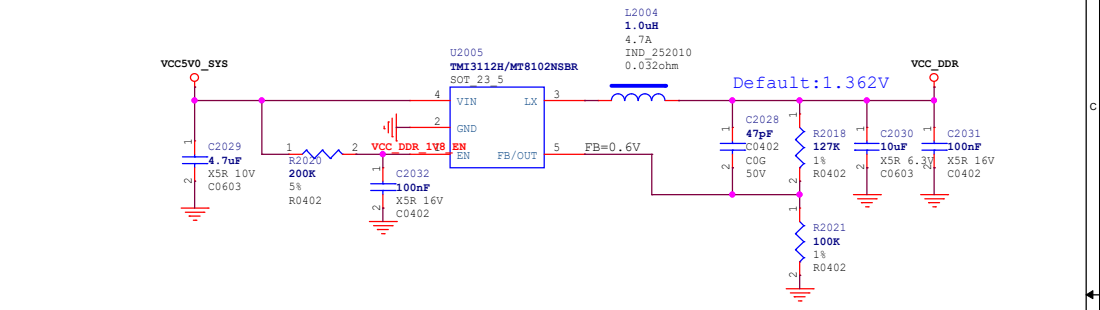 L2004
1.0uH
4.7A
IND_252010
0.032ohm
U2005
TMI3112H/MT8102NSBR
SOT_23_5
VCC5V0_SYS
VCC_DDR
Default:1.362V
4
VIN
LX
3
2
GND
VCC_DDR_1V8_EN
1
EN
FB/OUT
5
FB=0.6V
1
2
C2029
4.7uF
X5R 10V
C0603
1
2
R2020
200K
5%
R0402
1
2
C2032
100nF
X5R 16V
C0402
1
2
C2028
47pF
C0402
C0G
50V
1
2
R2018
127K
1%
R0402
1
2
C2030
10uF
X5R 6.3V
C0603
1
2
C2031
100nF
X5R 16V
C0402
1
2
R2021
100K
1%
R0402
C